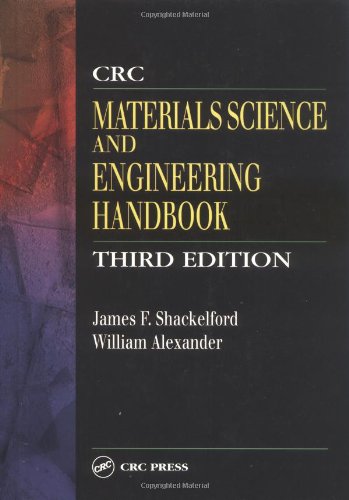 CRC
MATERIALS SCIENCE
AND
ENGINEERING
HANDBOOK
THIRD EDITION
James F. Shackelford
William Alexander
CRC
CRC PRESS